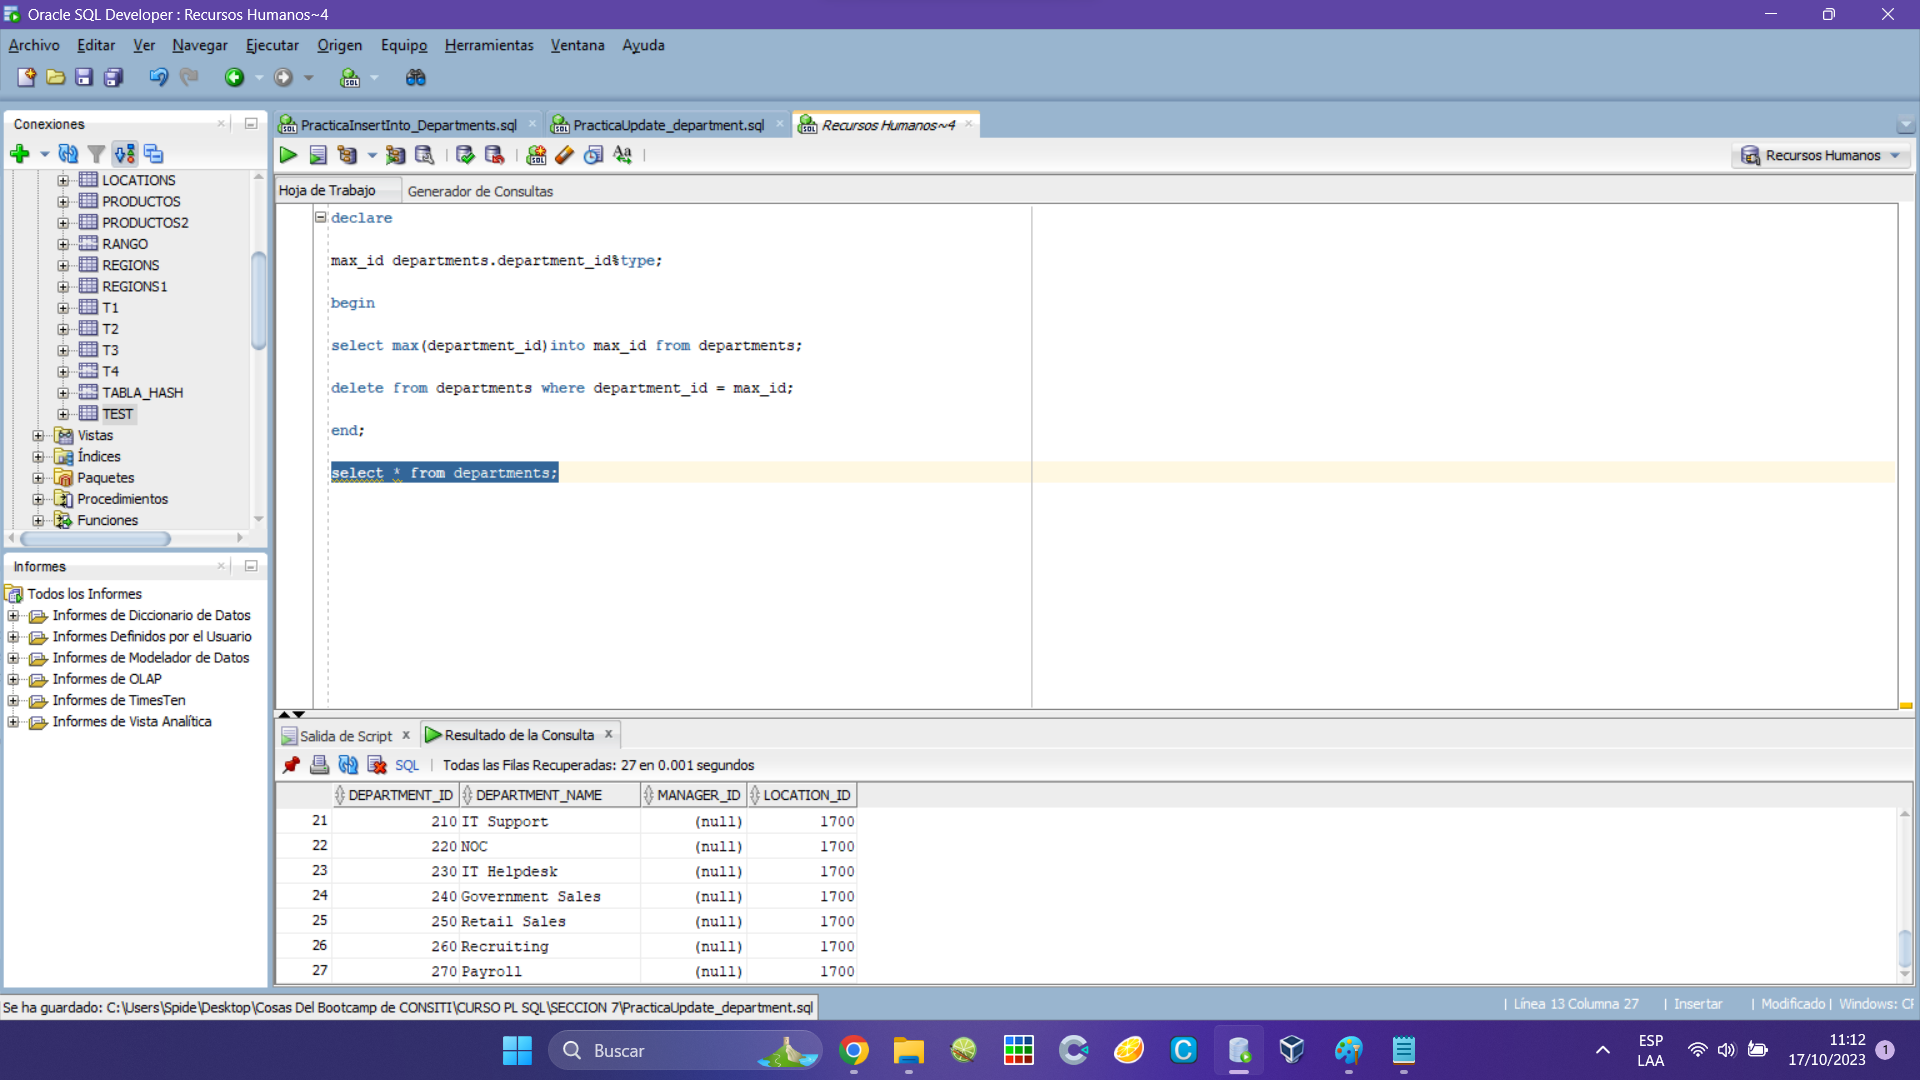 Oracle SQL Developer : Recursos Humanos~4
Archivo Editar Ver Navegar Ejecutar Origen Equipo Herramientas Ventana Ayuda
Conexiones
LOCATIONS
PRODUCTOS
PRODUCTOS2
RANGO
REGIONS
REGIONS1
T1
T2
T3
T4
TABLA_HASH
TEST
Vistas
Índices
Paquetes
Procedimientos
Funciones
Informes
Todos los Informes
Informes de Diccionario de Datos
Informes Definidos por el Usuario
Informes de Modelador de Datos
Informes de OLAP
Informes de TimesTen
Informes de Vista Analítica
PracticaInsertInto_Departments.sql PracticaUpdate_department.sql Recursos Humanos~4
Recursos Humanos
Hoja de Trabajo Generador de Consultas
declare
max_id departments.department_id%type;
begin
select max(department_id)into max_id from departments;
delete from departments where department_id = max_id;
end;
select * from departments;
Salida de Script Resultado de la Consulta
SQL Todas las Filas Recuperadas: 27 en 0.001 segundos
DEPARTMENT_ID DEPARTMENT_NAME MANAGER_ID LOCATION_ID
21 210 IT Support (null) 1700
22 220 NOC (null) 1700
23 230 IT Helpdesk (null) 1700
24 240 Government Sales (null) 1700
25 250 Retail Sales (null) 1700
26 260 Recruiting (null) 1700
27 270 Payroll (null) 1700
Se ha guardado: C:\Users\Spide\Desktop\Cosas Del Bootcamp de CONSITI\CURSO PL SQL\SECCION 7\PracticaUpdate_department.sql
Línea 13 Columna 27 | Insertar | Modificado | Windows: CF
Buscar
ESP
LAA
11:12
17/10/2023
1